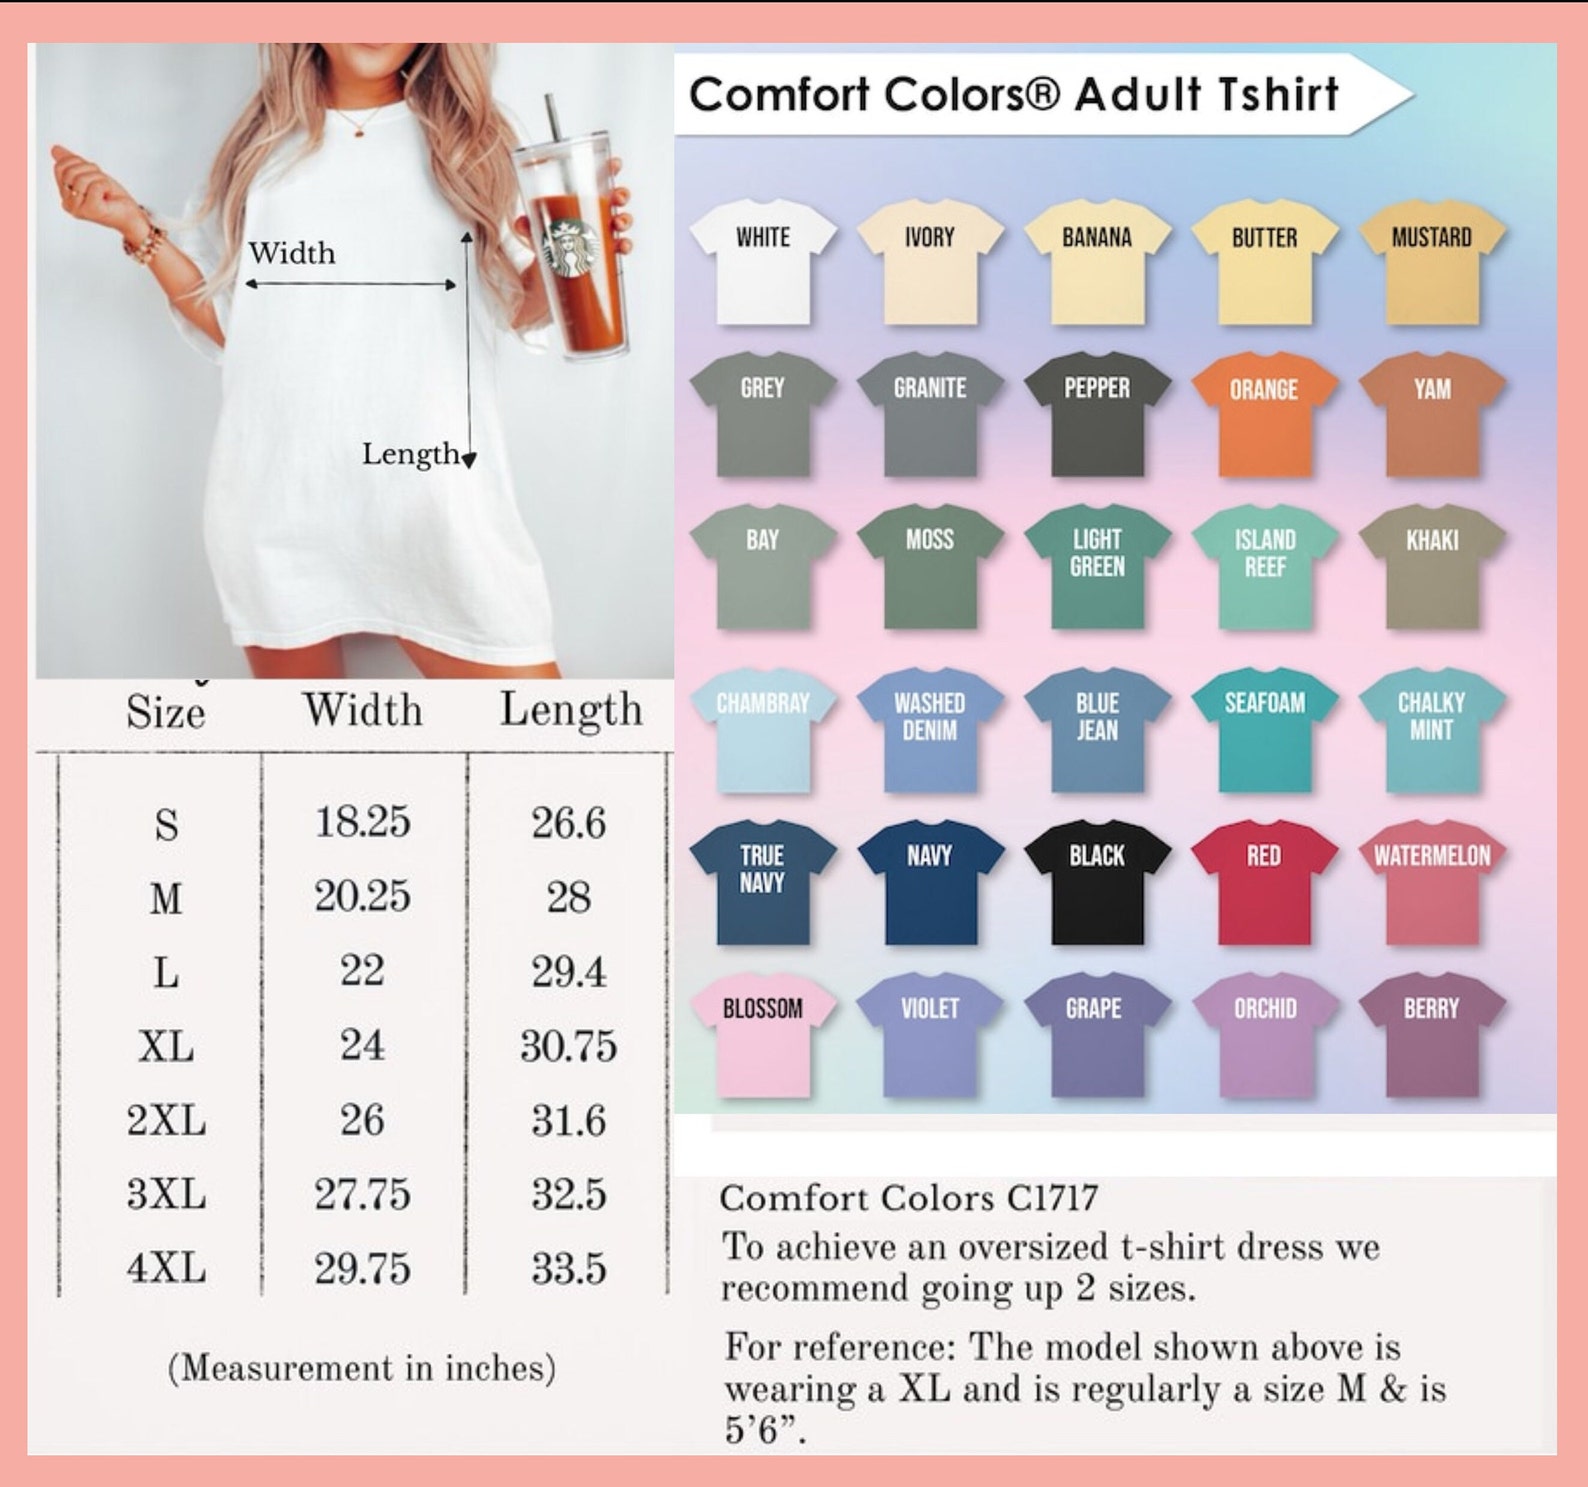 Comfort Colors® Adult Tshirt
Width
Length
WHITE
IVORY
BANANA
BUTTER
MUSTARD
GREY
GRANITE
PEPPER
ORANGE
YAM
BAY
MOSS
LIGHT
GREEN
ISLAND
REEF
KHAKI
CHAMBRAY
WASHED
DENIM
BLUE
JEAN
SEAFOAM
CHALKY
MINT
TRUE
NAVY
NAVY
BLACK
RED
WATERMELON
BLOSSOM
VIOLET
GRAPE
ORCHID
BERRY
Size Width Length
S 18.25 26.6
M 20.25 28
L 22 29.4
XL 24 30.75
2XL 26 31.6
3XL 27.75 32.5
4XL 29.75 33.5
(Measurement in inches)
Comfort Colors C1717
To achieve an oversized t-shirt dress we
recommend going up 2 sizes.
For reference: The model shown above is
wearing a XL and is regularly a size M & is
5’6”.